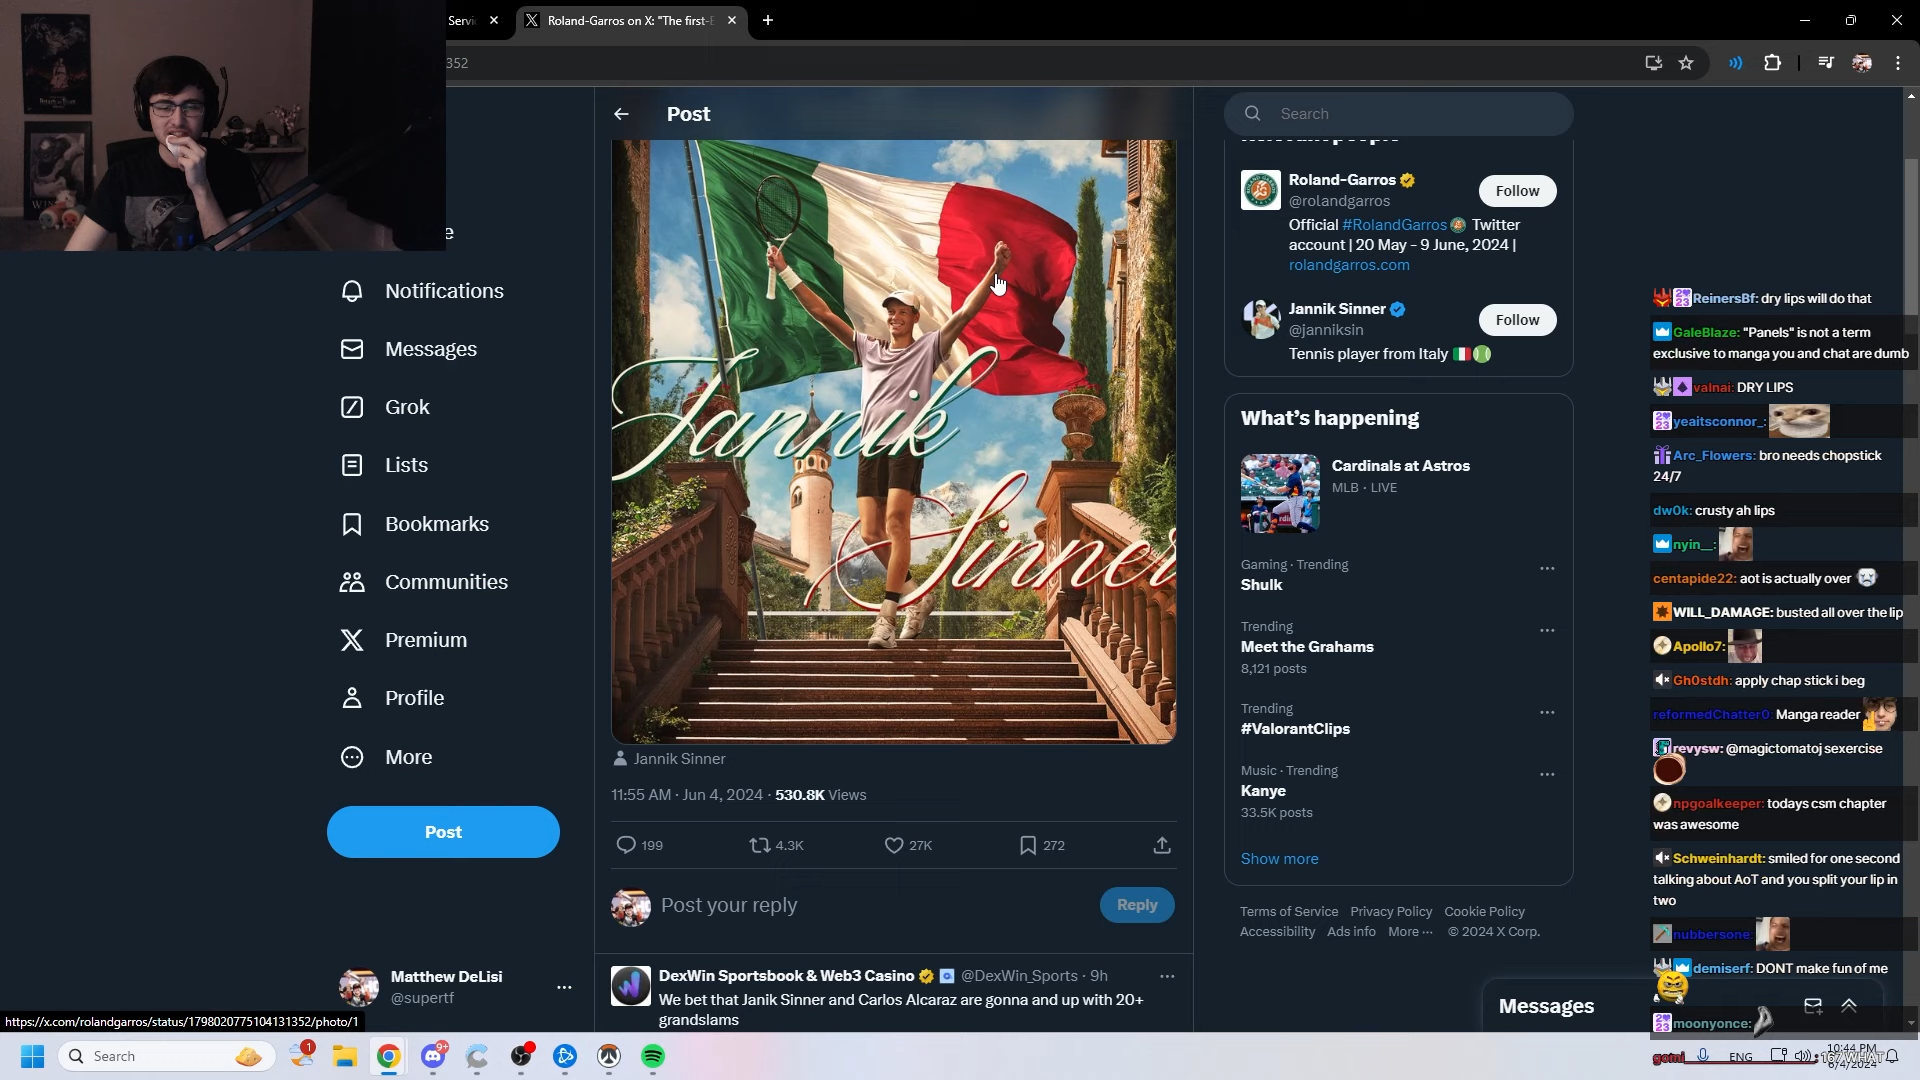 Roland-Garros on X: "The first-
352
Post
Search
Notifications
Messages
Grok
Lists
Bookmarks
Communities
Premium
Profile
More
Post
Matthew DeLisi
@supertf
Jannik
Sinner
Jannik Sinner
11:55 AM · Jun 4, 2024 · 530.8K Views
199
4.3K
27K
272
Post your reply
Reply
DexWin Sportsbook & Web3 Casino @DexWin_Sports · 9h
We bet that Janik Sinner and Carlos Alcaraz are gonna and up with 20+
grandslams
Roland-Garros
@rolandgarros
Follow
Official #RolandGarros Twitter
account | 20 May - 9 June, 2024 |
rolandgarros.com
Jannik Sinner
@janniksin
Follow
Tennis player from Italy
What's happening
Cardinals at Astros
MLB · LIVE
Gaming · Trending
Shulk
Trending
Meet the Grahams
8,121 posts
Trending
#ValorantClips
Music · Trending
Kanye
33.5K posts
Show more
Terms of Service Privacy Policy Cookie Policy
Accessibility Ads info More ··· © 2024 X Corp.
Messages
ReinersBf: dry lips will do that
GaleBlaze: "Panels" is not a term
exclusive to manga you and chat are dumb
valnai: DRY LIPS
yeaitsconnor_:
Arc_Flowers: bro needs chopstick
24/7
dw0k: crusty ah lips
nyin__:
centapide22: aot is actually over
WILL_DAMAGE: busted all over the lip
Apollo7:
Gh0stdh: apply chap stick i beg
reformedChatter0: Manga reader
revysw: @magictomatoj sexercise
npgoalkeeper: todays csm chapter
was awesome
Schweinhardt: smiled for one second
talking about AoT and you split your lip in
two
nubbersone:
demiserf: DONT make fun of me
moonyonce:
https://x.com/rolandgarros/status/1798020775104131352/photo/1
Search
1
9+
ENG
10:44 PM
6/4/2024